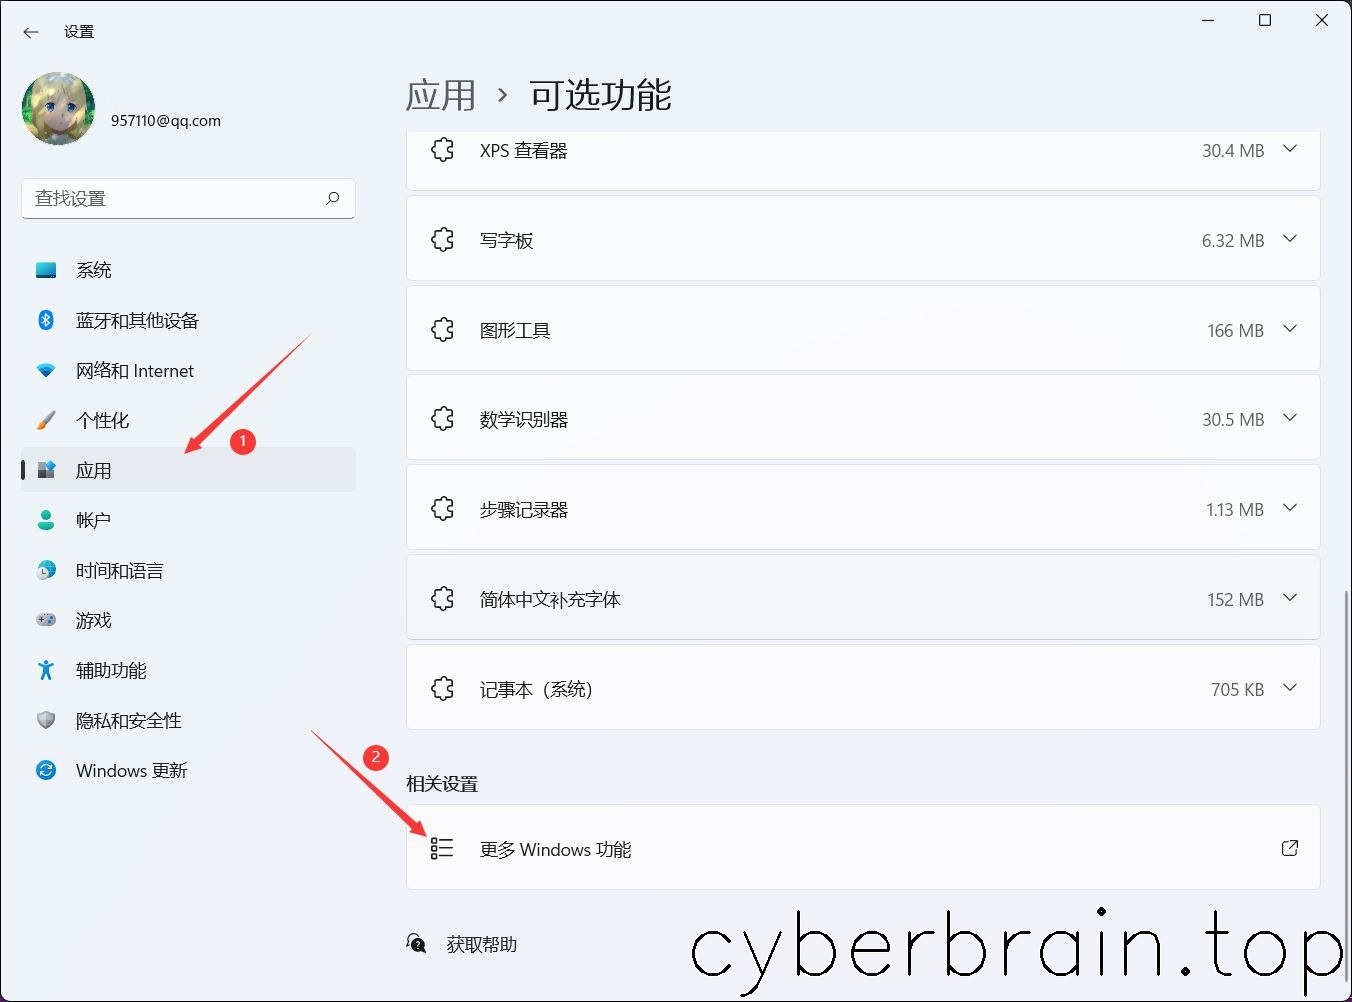 设置
957110@qq.com
查找设置
系统
蓝牙和其他设备
网络和 Internet
个性化
1
应用
帐户
时间和语言
游戏
辅助功能
隐私和安全性
Windows 更新
应用 › 可选功能
XPS 查看器 30.4 MB
写字板 6.32 MB
图形工具 166 MB
数学识别器 30.5 MB
步骤记录器 1.13 MB
简体中文补充字体 152 MB
记事本（系统） 705 KB
2
相关设置
更多 Windows 功能
获取帮助
cyberbrain.top